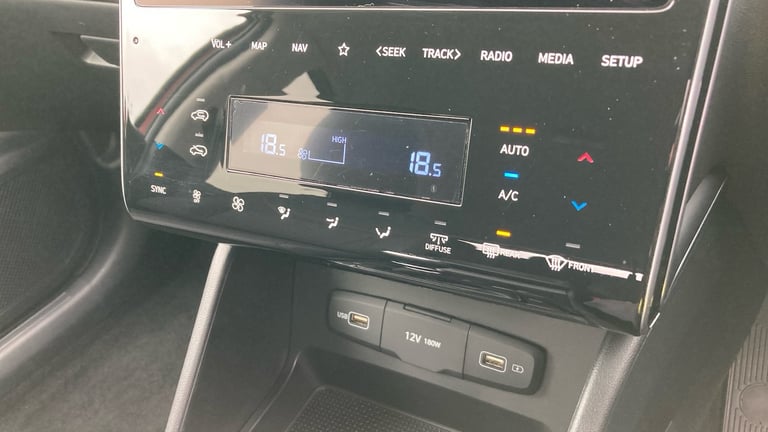 VOL+ MAP NAV <SEEK TRACK> RADIO MEDIA SETUP
18.5 HIGH 18.5
AUTO
A/C
SYNC
DIFFUSE REAR FRONT
USB 12V 180W